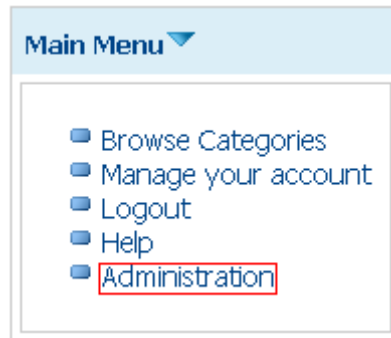 Main Menu
Browse Categories
Manage your account
Logout
Help
Administration